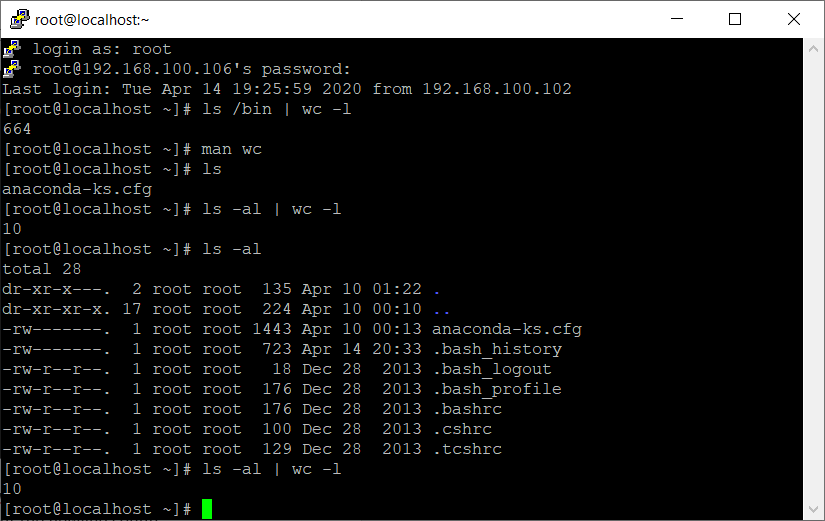 root@localhost:~
login as: root
root@192.168.100.106's password:
Last login: Tue Apr 14 19:25:59 2020 from 192.168.100.102
[root@localhost ~]# ls /bin | wc -l
664
[root@localhost ~]# man wc
[root@localhost ~]# ls
anaconda-ks.cfg
[root@localhost ~]# ls -al | wc -l
10
[root@localhost ~]# ls -al
total 28
dr-xr-x---.  2 root root  135 Apr 10 01:22 .
dr-xr-xr-x. 17 root root  224 Apr 10 00:10 ..
-rw-------.  1 root root 1443 Apr 10 00:13 anaconda-ks.cfg
-rw-------.  1 root root  723 Apr 14 20:33 .bash_history
-rw-r--r--.  1 root root   18 Dec 28  2013 .bash_logout
-rw-r--r--.  1 root root  176 Dec 28  2013 .bash_profile
-rw-r--r--.  1 root root  176 Dec 28  2013 .bashrc
-rw-r--r--.  1 root root  100 Dec 28  2013 .cshrc
-rw-r--r--.  1 root root  129 Dec 28  2013 .tcshrc
[root@localhost ~]# ls -al | wc -l
10
[root@localhost ~]#